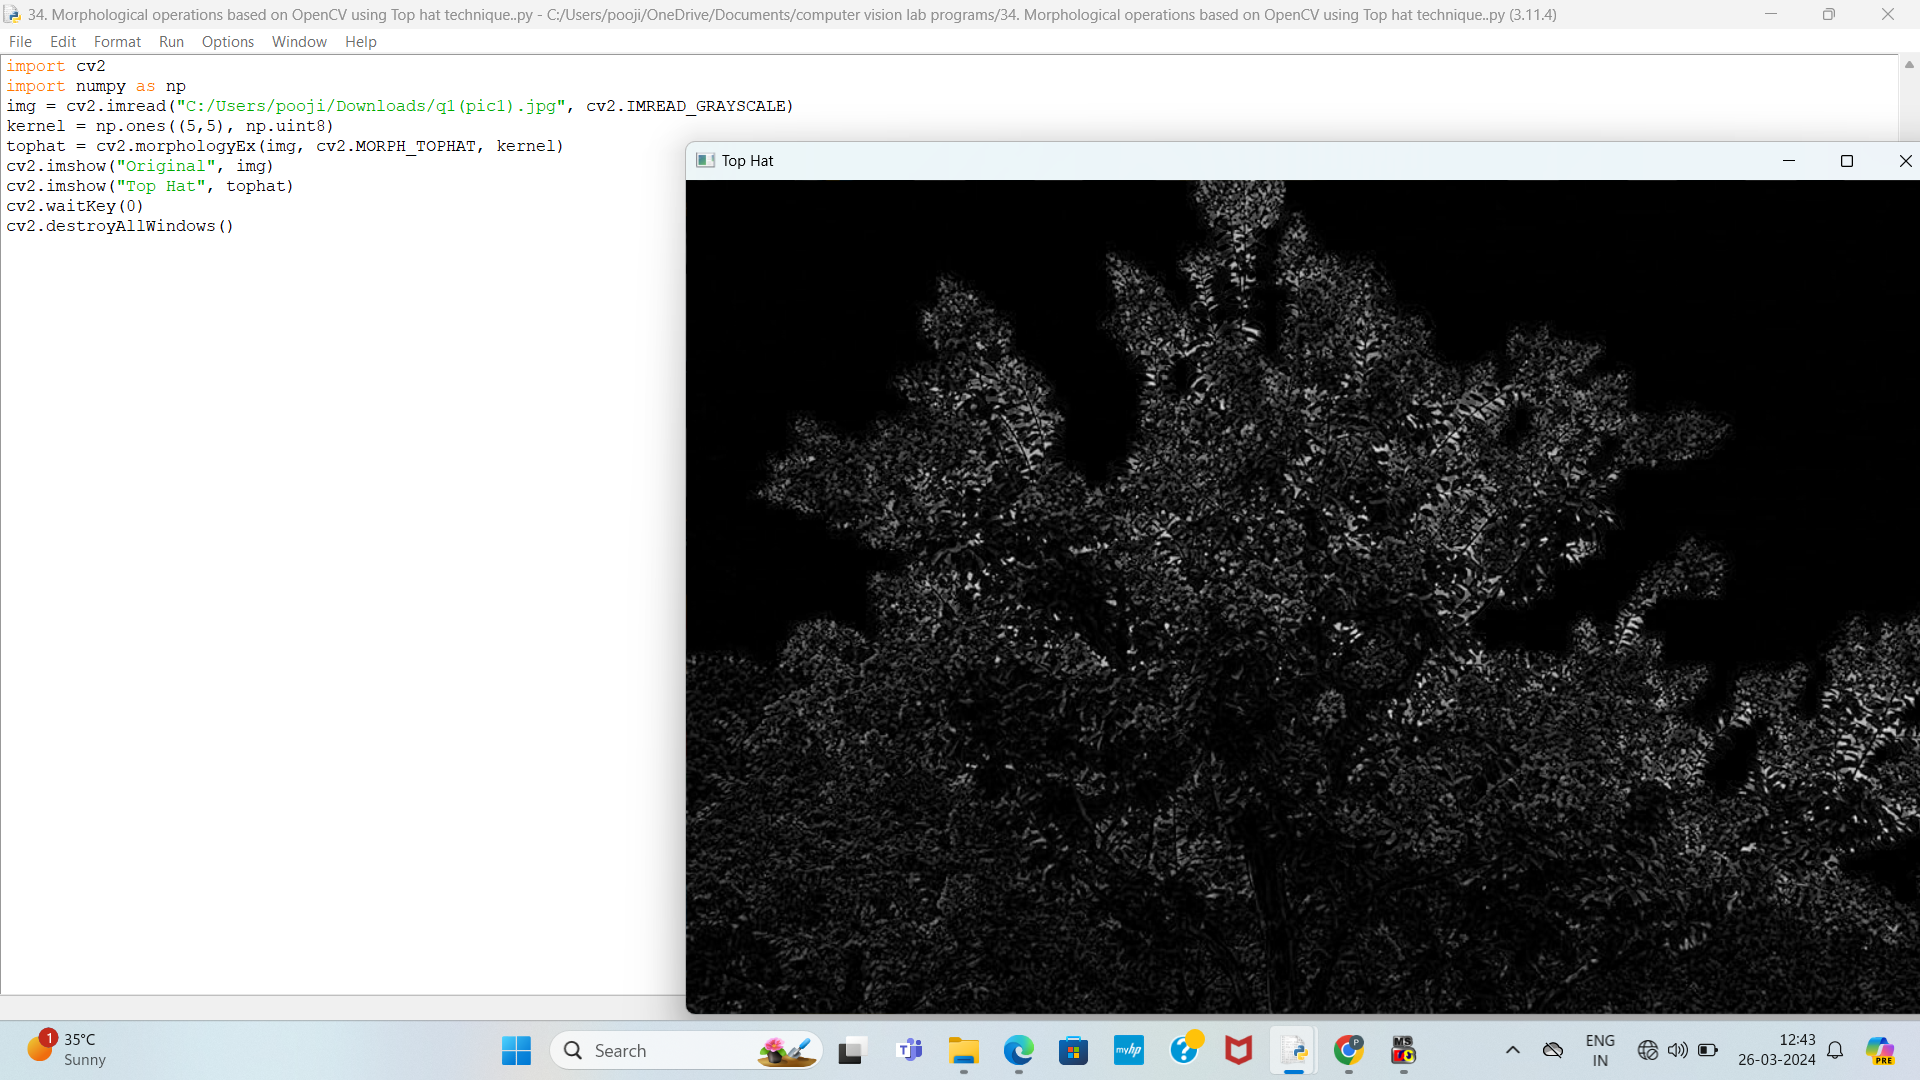 34. Morphological operations based on OpenCV using Top hat technique..py - C:/Users/pooji/OneDrive/Documents/computer vision lab programs/34. Morphological operations based on OpenCV using Top hat technique..py (3.11.4)
File Edit Format Run Options Window Help
import cv2
import numpy as np
img = cv2.imread("C:/Users/pooji/Downloads/q1(pic1).jpg", cv2.IMREAD_GRAYSCALE)
kernel = np.ones((5,5), np.uint8)
tophat = cv2.morphologyEx(img, cv2.MORPH_TOPHAT, kernel)
cv2.imshow("Original", img)
cv2.imshow("Top Hat", tophat)
cv2.waitKey(0)
cv2.destroyAllWindows()
Top Hat
1
35°C
Sunny
Search
T
myhp
?
P
MS
PRE
ENG
IN
12:43
26-03-2024